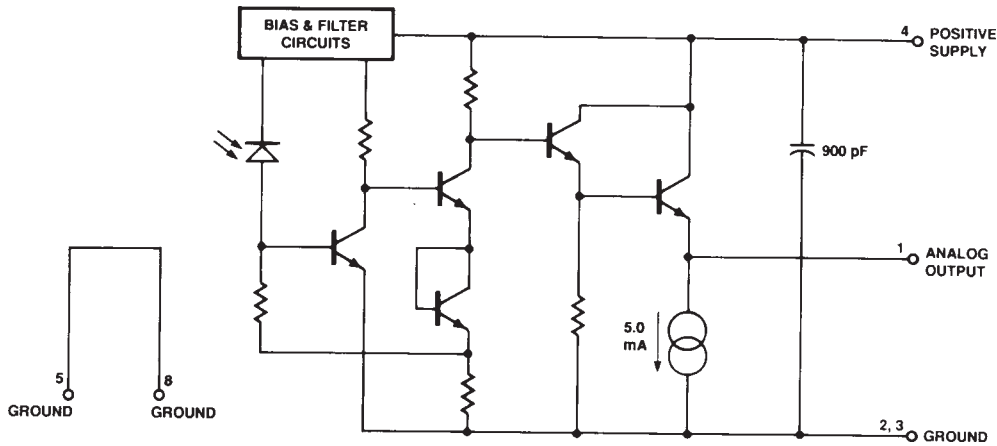 BIAS & FILTER
CIRCUITS
4
POSITIVE
SUPPLY
900 pF
1
ANALOG
OUTPUT
5.0
mA
5
8
GROUND
GROUND
2, 3
GROUND